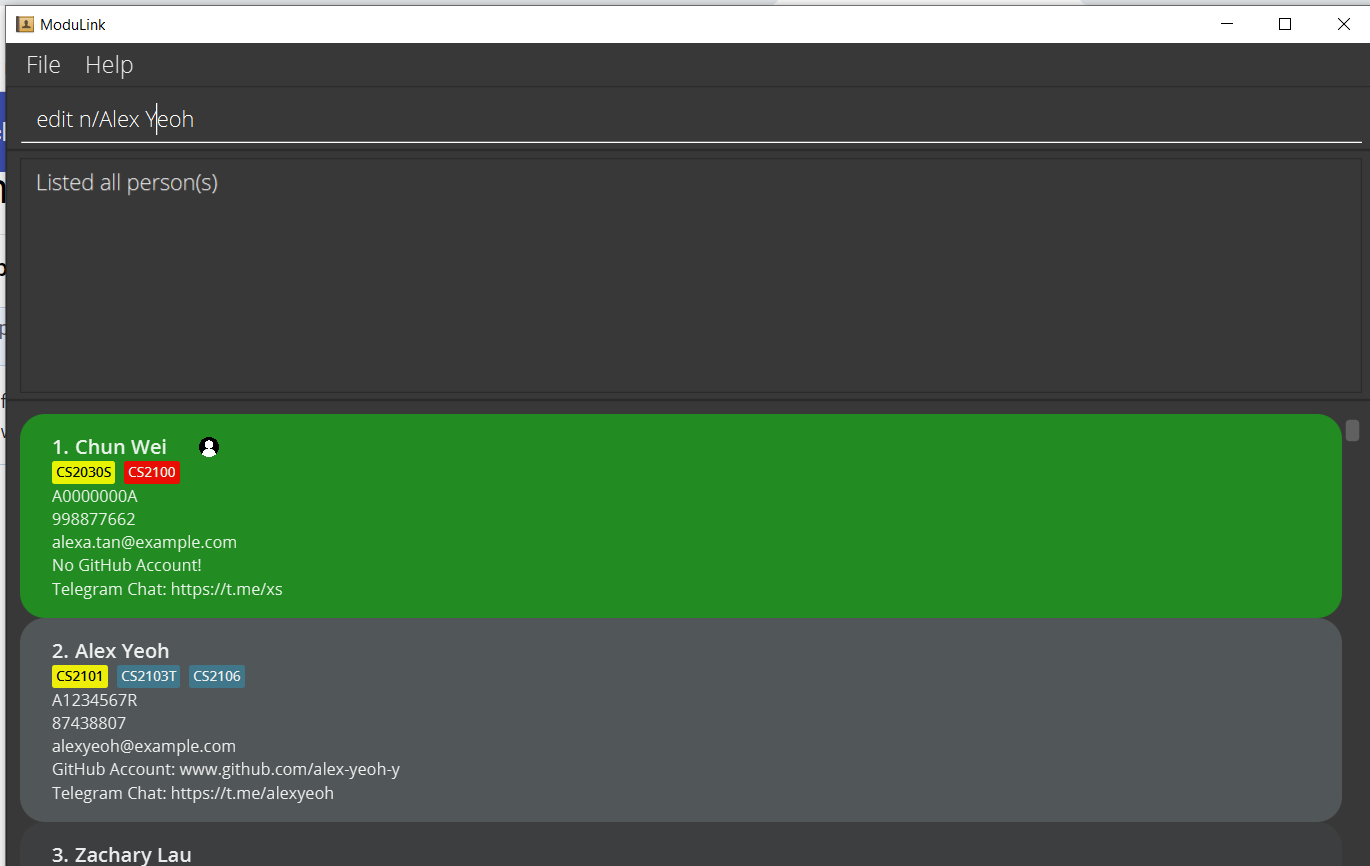 ModuLink
File Help
edit n/Alex Yeoh
Listed all person(s)
1. Chun Wei
CS2030S CS2100
A0000000A
998877662
alexa.tan@example.com
No GitHub Account!
Telegram Chat: https://t.me/xs
2. Alex Yeoh
CS2101 CS2103T CS2106
A1234567R
87438807
alexyeoh@example.com
GitHub Account: www.github.com/alex-yeoh-y
Telegram Chat: https://t.me/alexyeoh
3. Zachary Lau